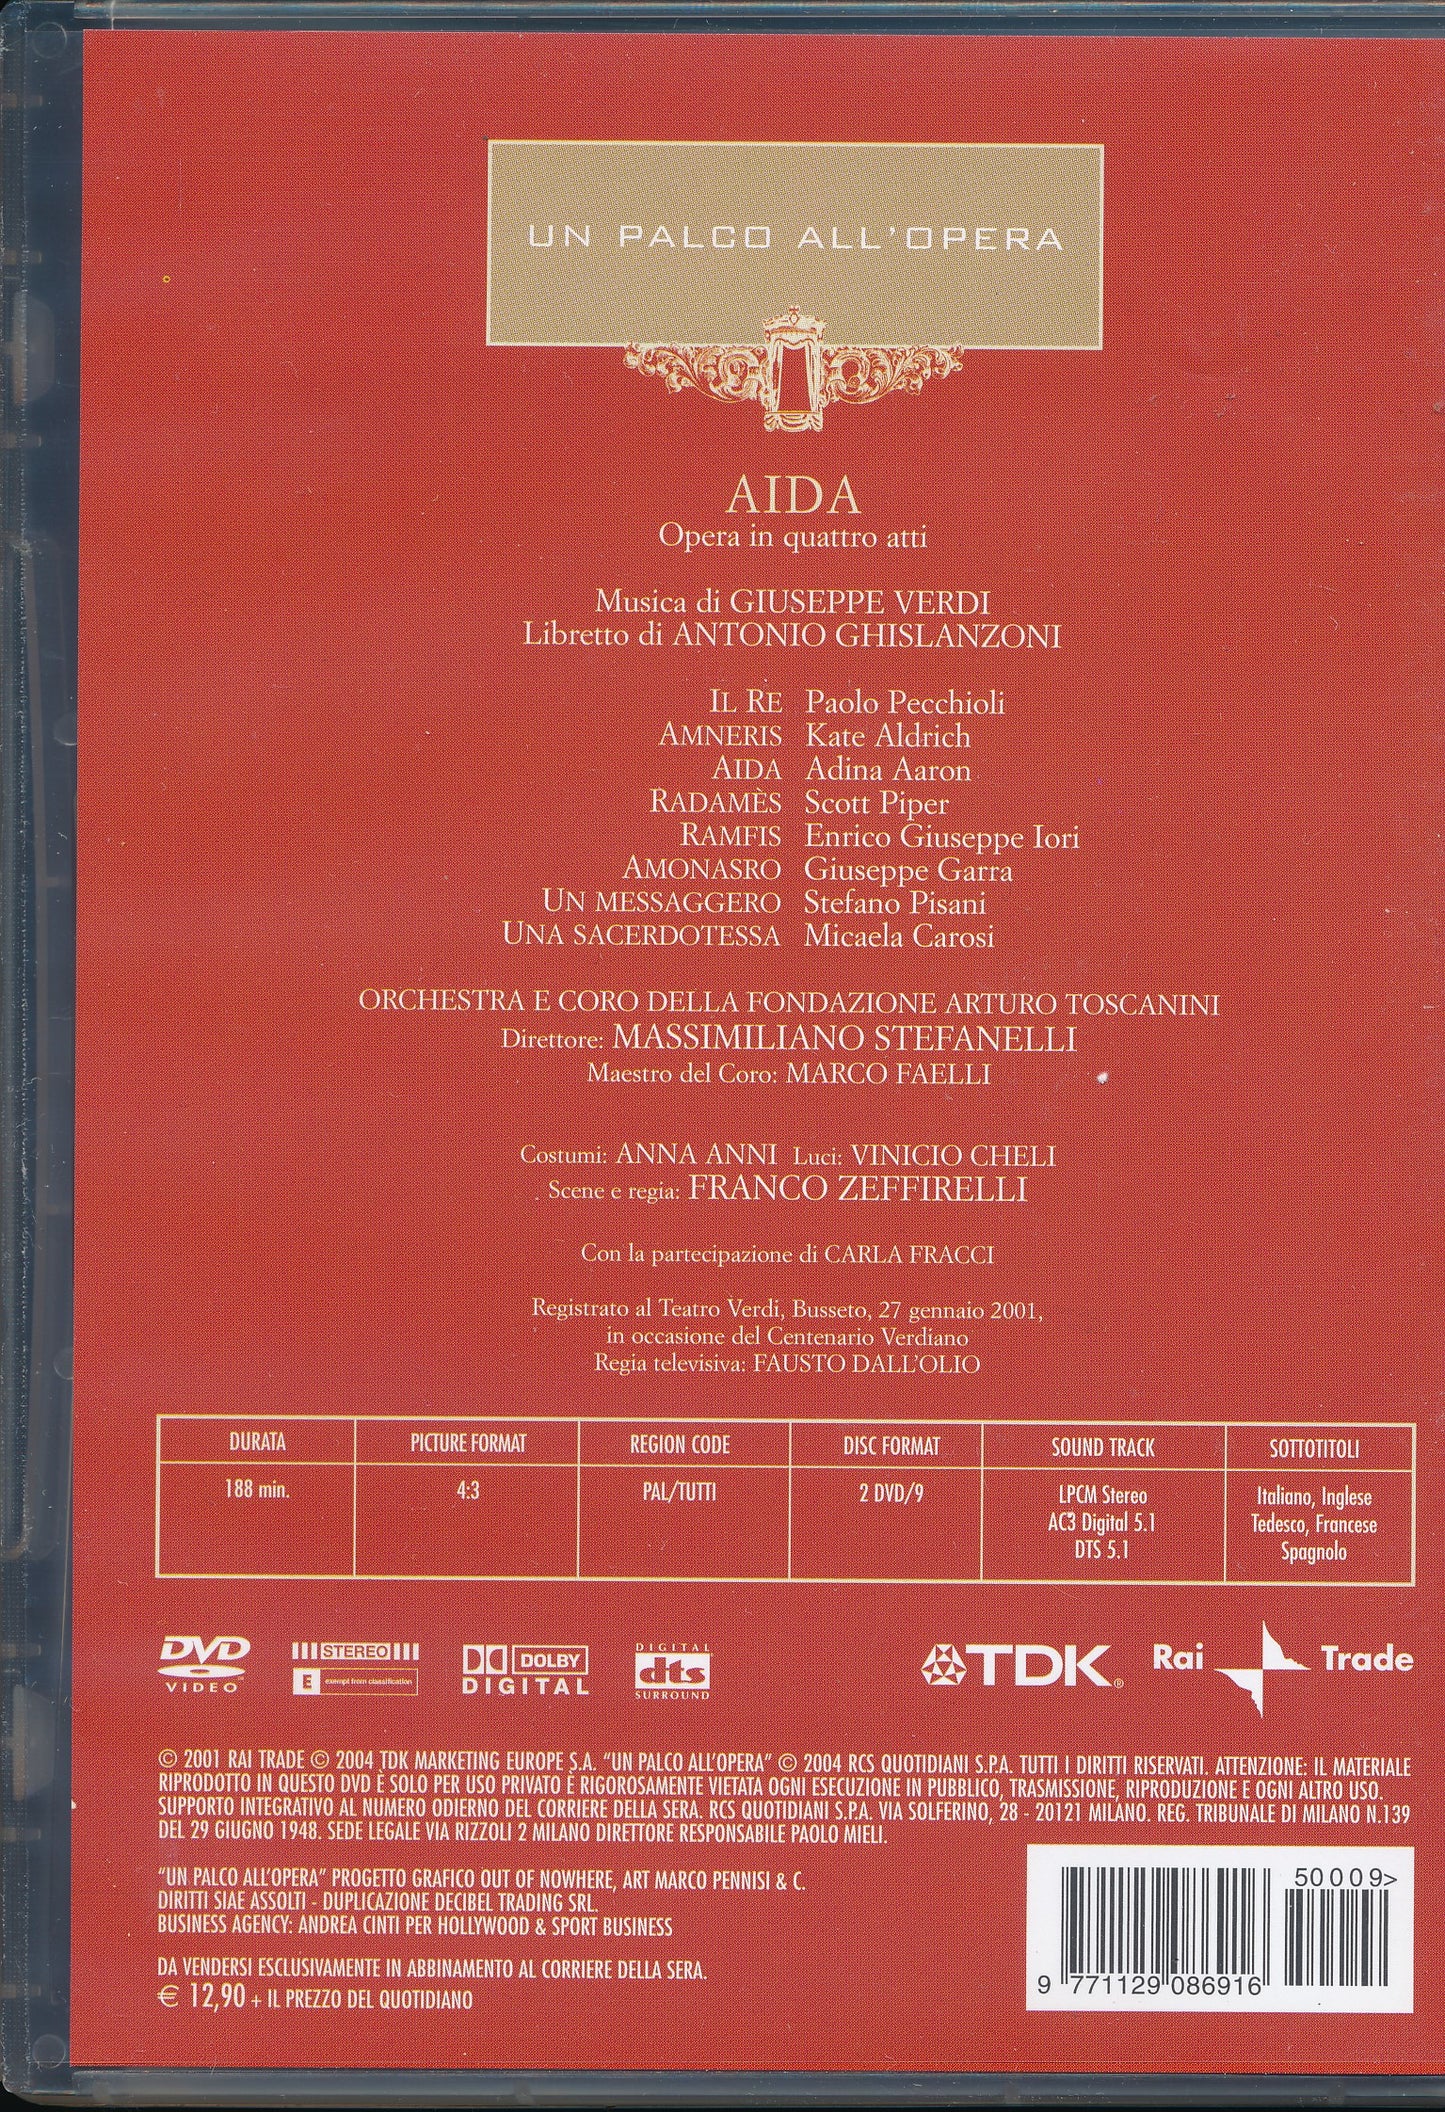 UN PALCO ALL'OPERA
AIDA
Opera in quattro atti
Musica di GIUSEPPE VERDI
Libretto di ANTONIO GHISLANZONI
IL RE Paolo Pecchioli
AMNERIS Kate Aldrich
AIDA Adina Aaron
RADAMÈS Scott Piper
RAMFIS Enrico Giuseppe Iori
AMONASRO Giuseppe Garra
UN MESSAGGERO Stefano Pisani
UNA SACERDOTESSA Micaela Carosi
ORCHESTRA E CORO DELLA FONDAZIONE ARTURO TOSCANINI
Direttore: MASSIMILIANO STEFANELLI
Maestro del Coro: MARCO FAELLI
Costumi: ANNA ANNI Luci: VINICIO CHELI
Scene e regia: FRANCO ZEFFIRELLI
Con la partecipazione di CARLA FRACCI
Registrato al Teatro Verdi, Busseto, 27 gennaio 2001,
in occasione del Centenario Verdiano
Regia televisiva: FAUSTO DALL'OLIO
DURATA PICTURE FORMAT REGION CODE DISC FORMAT SOUND TRACK SOTTOTITOLI
188 min. 4:3 PAL/TUTTI 2 DVD/9 LPCM Stereo Italiano, Inglese
AC3 Digital 5.1 Tedesco, Francese
DTS 5.1 Spagnolo
DVD VIDEO
STEREO
E exempt from classification
DOLBY DIGITAL
DIGITAL dts SURROUND
TDK®
Rai Trade
© 2001 RAI TRADE © 2004 TDK MARKETING EUROPE S.A. "UN PALCO ALL'OPERA" © 2004 RCS QUOTIDIANI S.P.A. TUTTI I DIRITTI RISERVATI. ATTENZIONE: IL MATERIALE
RIPRODOTTO IN QUESTO DVD È SOLO PER USO PRIVATO È RIGOROSAMENTE VIETATA OGNI ESECUZIONE IN PUBBLICO, TRASMISSIONE, RIPRODUZIONE E OGNI ALTRO USO.
SUPPORTO INTEGRATIVO AL NUMERO ODIERNO DEL CORRIERE DELLA SERA. RCS QUOTIDIANI S.P.A. VIA SOLFERINO, 28 - 20121 MILANO. REG. TRIBUNALE DI MILANO N.139
DEL 29 GIUGNO 1948. SEDE LEGALE VIA RIZZOLI 2 MILANO DIRETTORE RESPONSABILE PAOLO MIELI.
"UN PALCO ALL'OPERA" PROGETTO GRAFICO OUT OF NOWHERE, ART MARCO PENNISI & C.
DIRITTI SIAE ASSOLTI - DUPLICAZIONE DECIBEL TRADING SRL.
BUSINESS AGENCY: ANDREA CINTI PER HOLLYWOOD & SPORT BUSINESS
DA VENDERSI ESCLUSIVAMENTE IN ABBINAMENTO AL CORRIERE DELLA SERA.
€ 12,90 + IL PREZZO DEL QUOTIDIANO
50009>
9 771129 086916